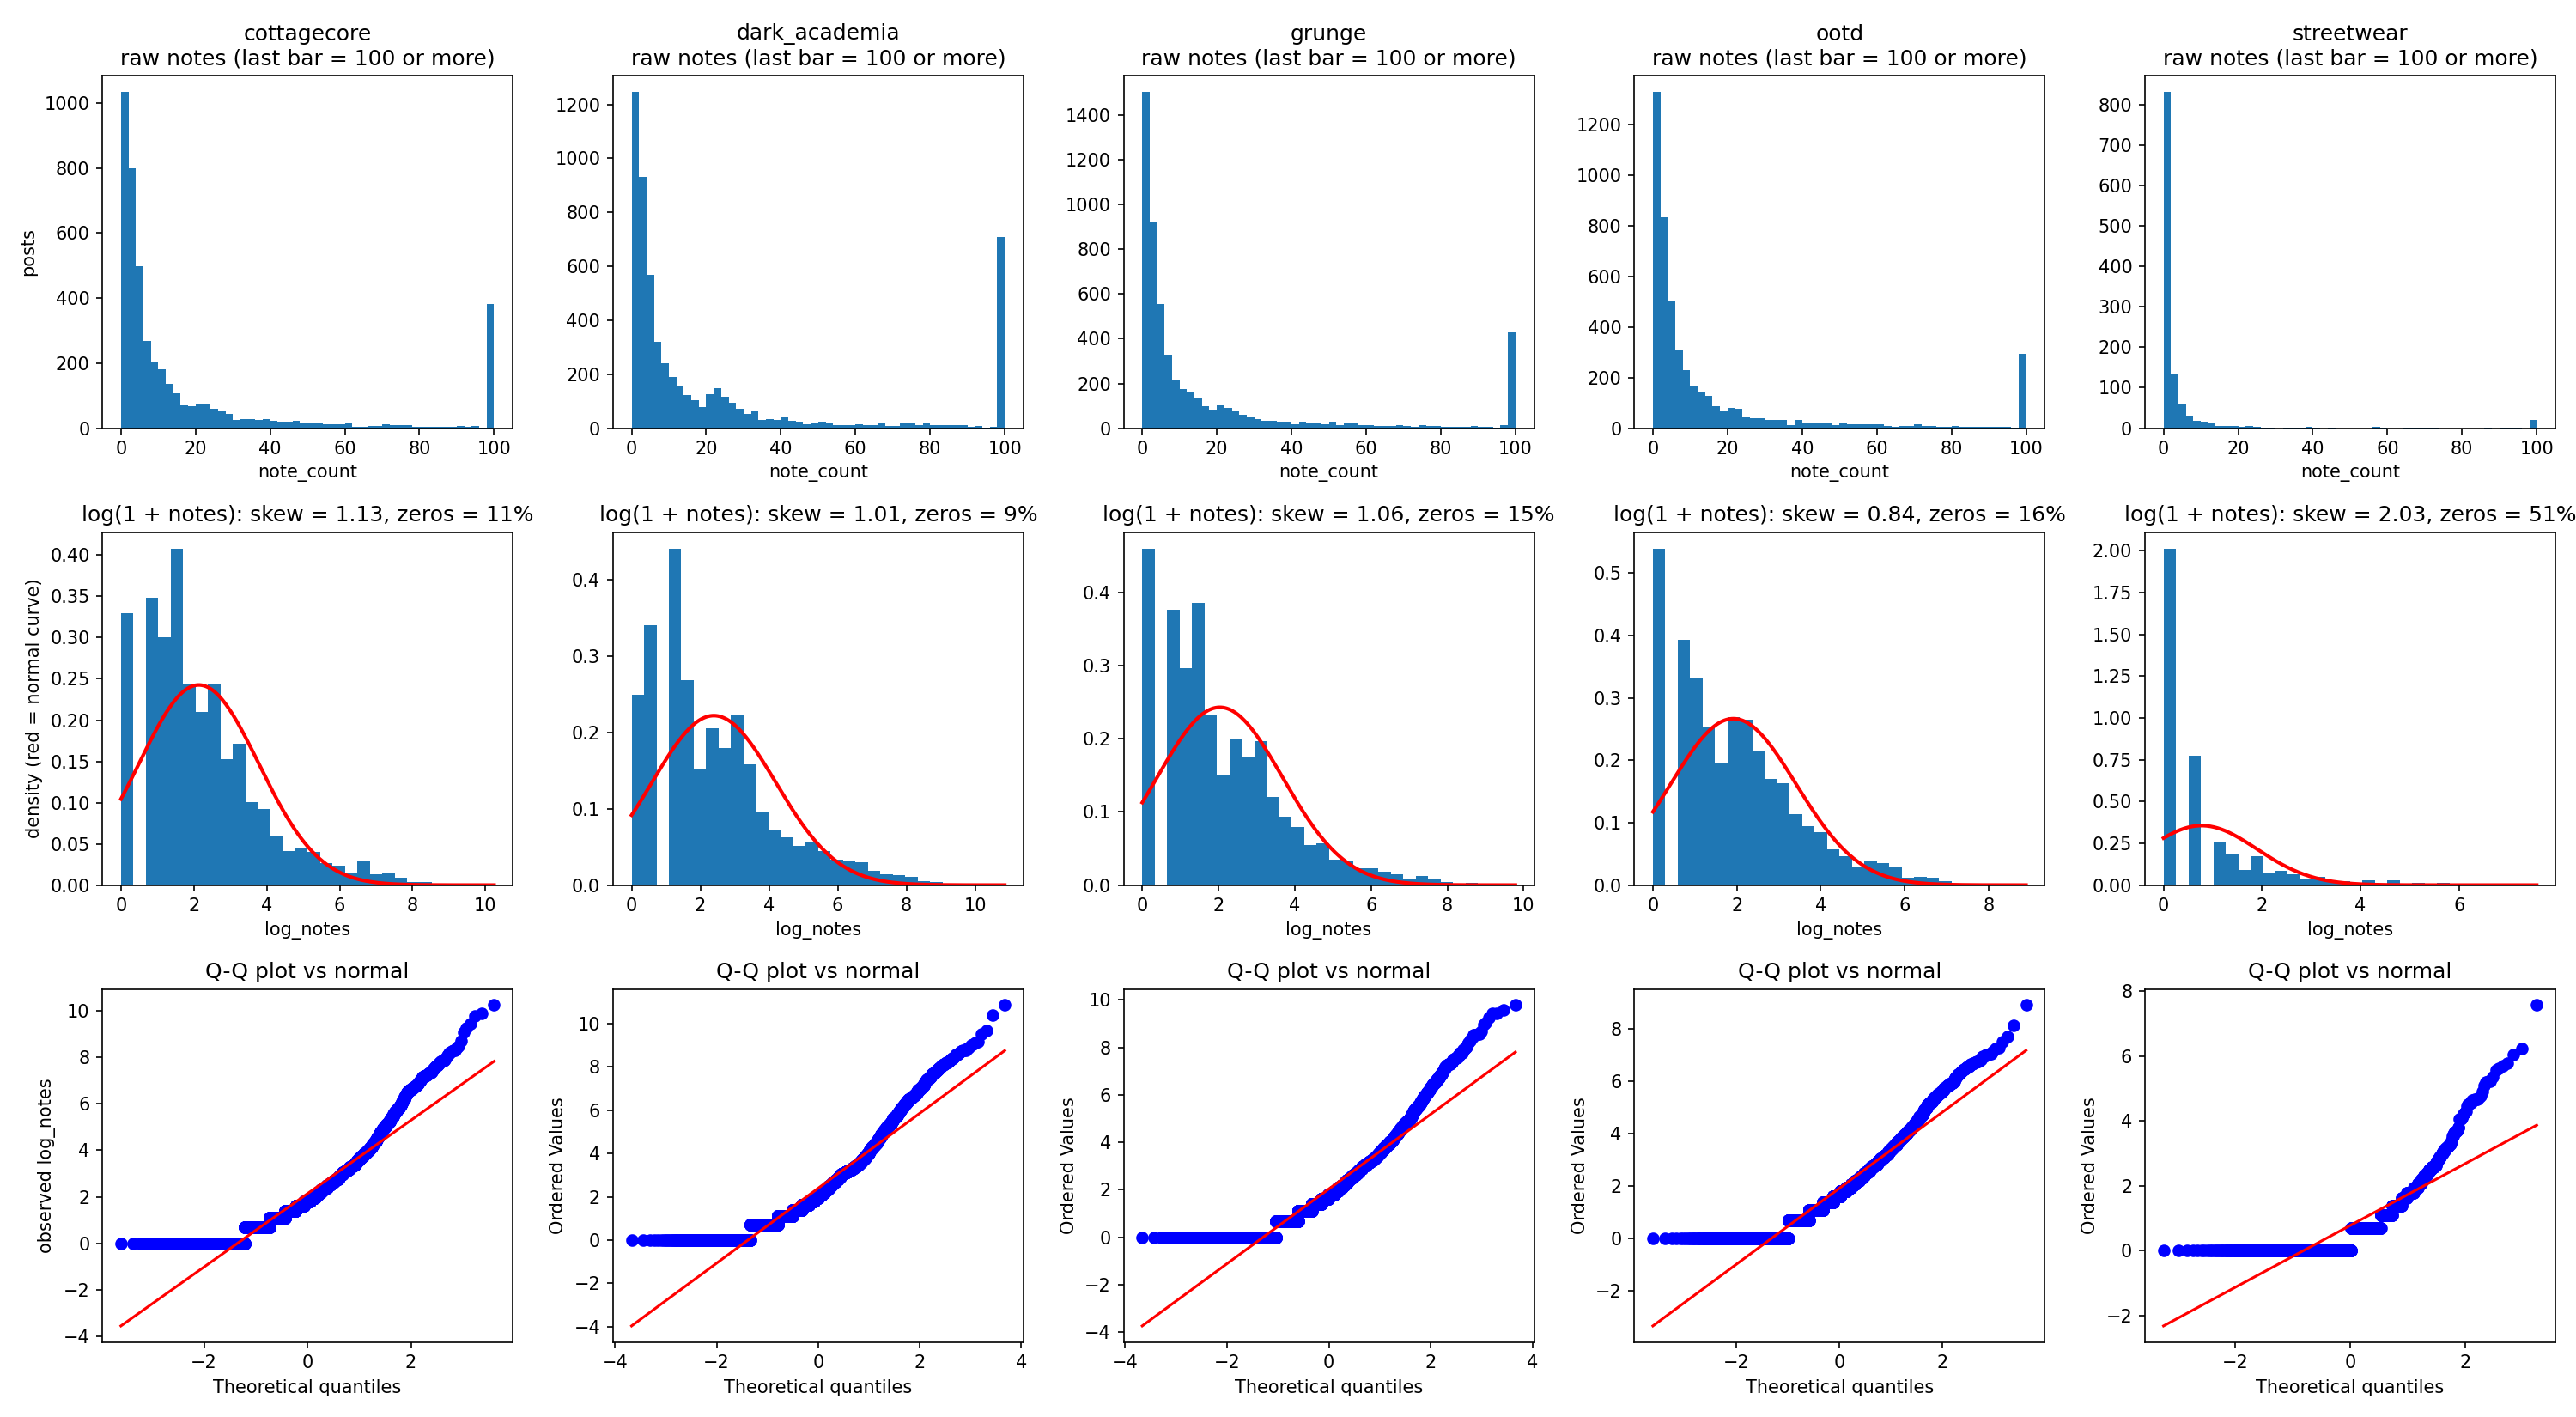 cottagecore
raw notes (last bar = 100 or more)
dark_academia
raw notes (last bar = 100 or more)
grunge
raw notes (last bar = 100 or more)
ootd
raw notes (last bar = 100 or more)
streetwear
raw notes (last bar = 100 or more)
posts
1000
800
600
400
200
0
0 20 40 60 80 100
note_count
1200
1000
800
600
400
200
0
0 20 40 60 80 100
note_count
1400
1200
1000
800
600
400
200
0
0 20 40 60 80 100
note_count
1200
1000
800
600
400
200
0
0 20 40 60 80 100
note_count
800
700
600
500
400
300
200
100
0
0 20 40 60 80 100
note_count
log(1 + notes): skew = 1.13, zeros = 11%
log(1 + notes): skew = 1.01, zeros = 9%
log(1 + notes): skew = 1.06, zeros = 15%
log(1 + notes): skew = 0.84, zeros = 16%
log(1 + notes): skew = 2.03, zeros = 51%
density (red = normal curve)
0.40
0.35
0.30
0.25
0.20
0.15
0.10
0.05
0.00
0 2 4 6 8 10
log_notes
0.4
0.3
0.2
0.1
0.0
0 2 4 6 8 10
log_notes
0.4
0.3
0.2
0.1
0.0
0 2 4 6 8 10
log_notes
0.5
0.4
0.3
0.2
0.1
0.0
0 2 4 6 8
log_notes
2.00
1.75
1.50
1.25
1.00
0.75
0.50
0.25
0.00
0 2 4 6
log_notes
Q-Q plot vs normal
Q-Q plot vs normal
Q-Q plot vs normal
Q-Q plot vs normal
Q-Q plot vs normal
observed log_notes
10
8
6
4
2
0
−2
−4
−2 0 2
Theoretical quantiles
Ordered Values
10
8
6
4
2
0
−2
−4
−4 −2 0 2 4
Theoretical quantiles
Ordered Values
10
8
6
4
2
0
−2
−4
−4 −2 0 2 4
Theoretical quantiles
Ordered Values
8
6
4
2
0
−2
−2 0 2
Theoretical quantiles
Ordered Values
8
6
4
2
0
−2
−2 0 2
Theoretical quantiles